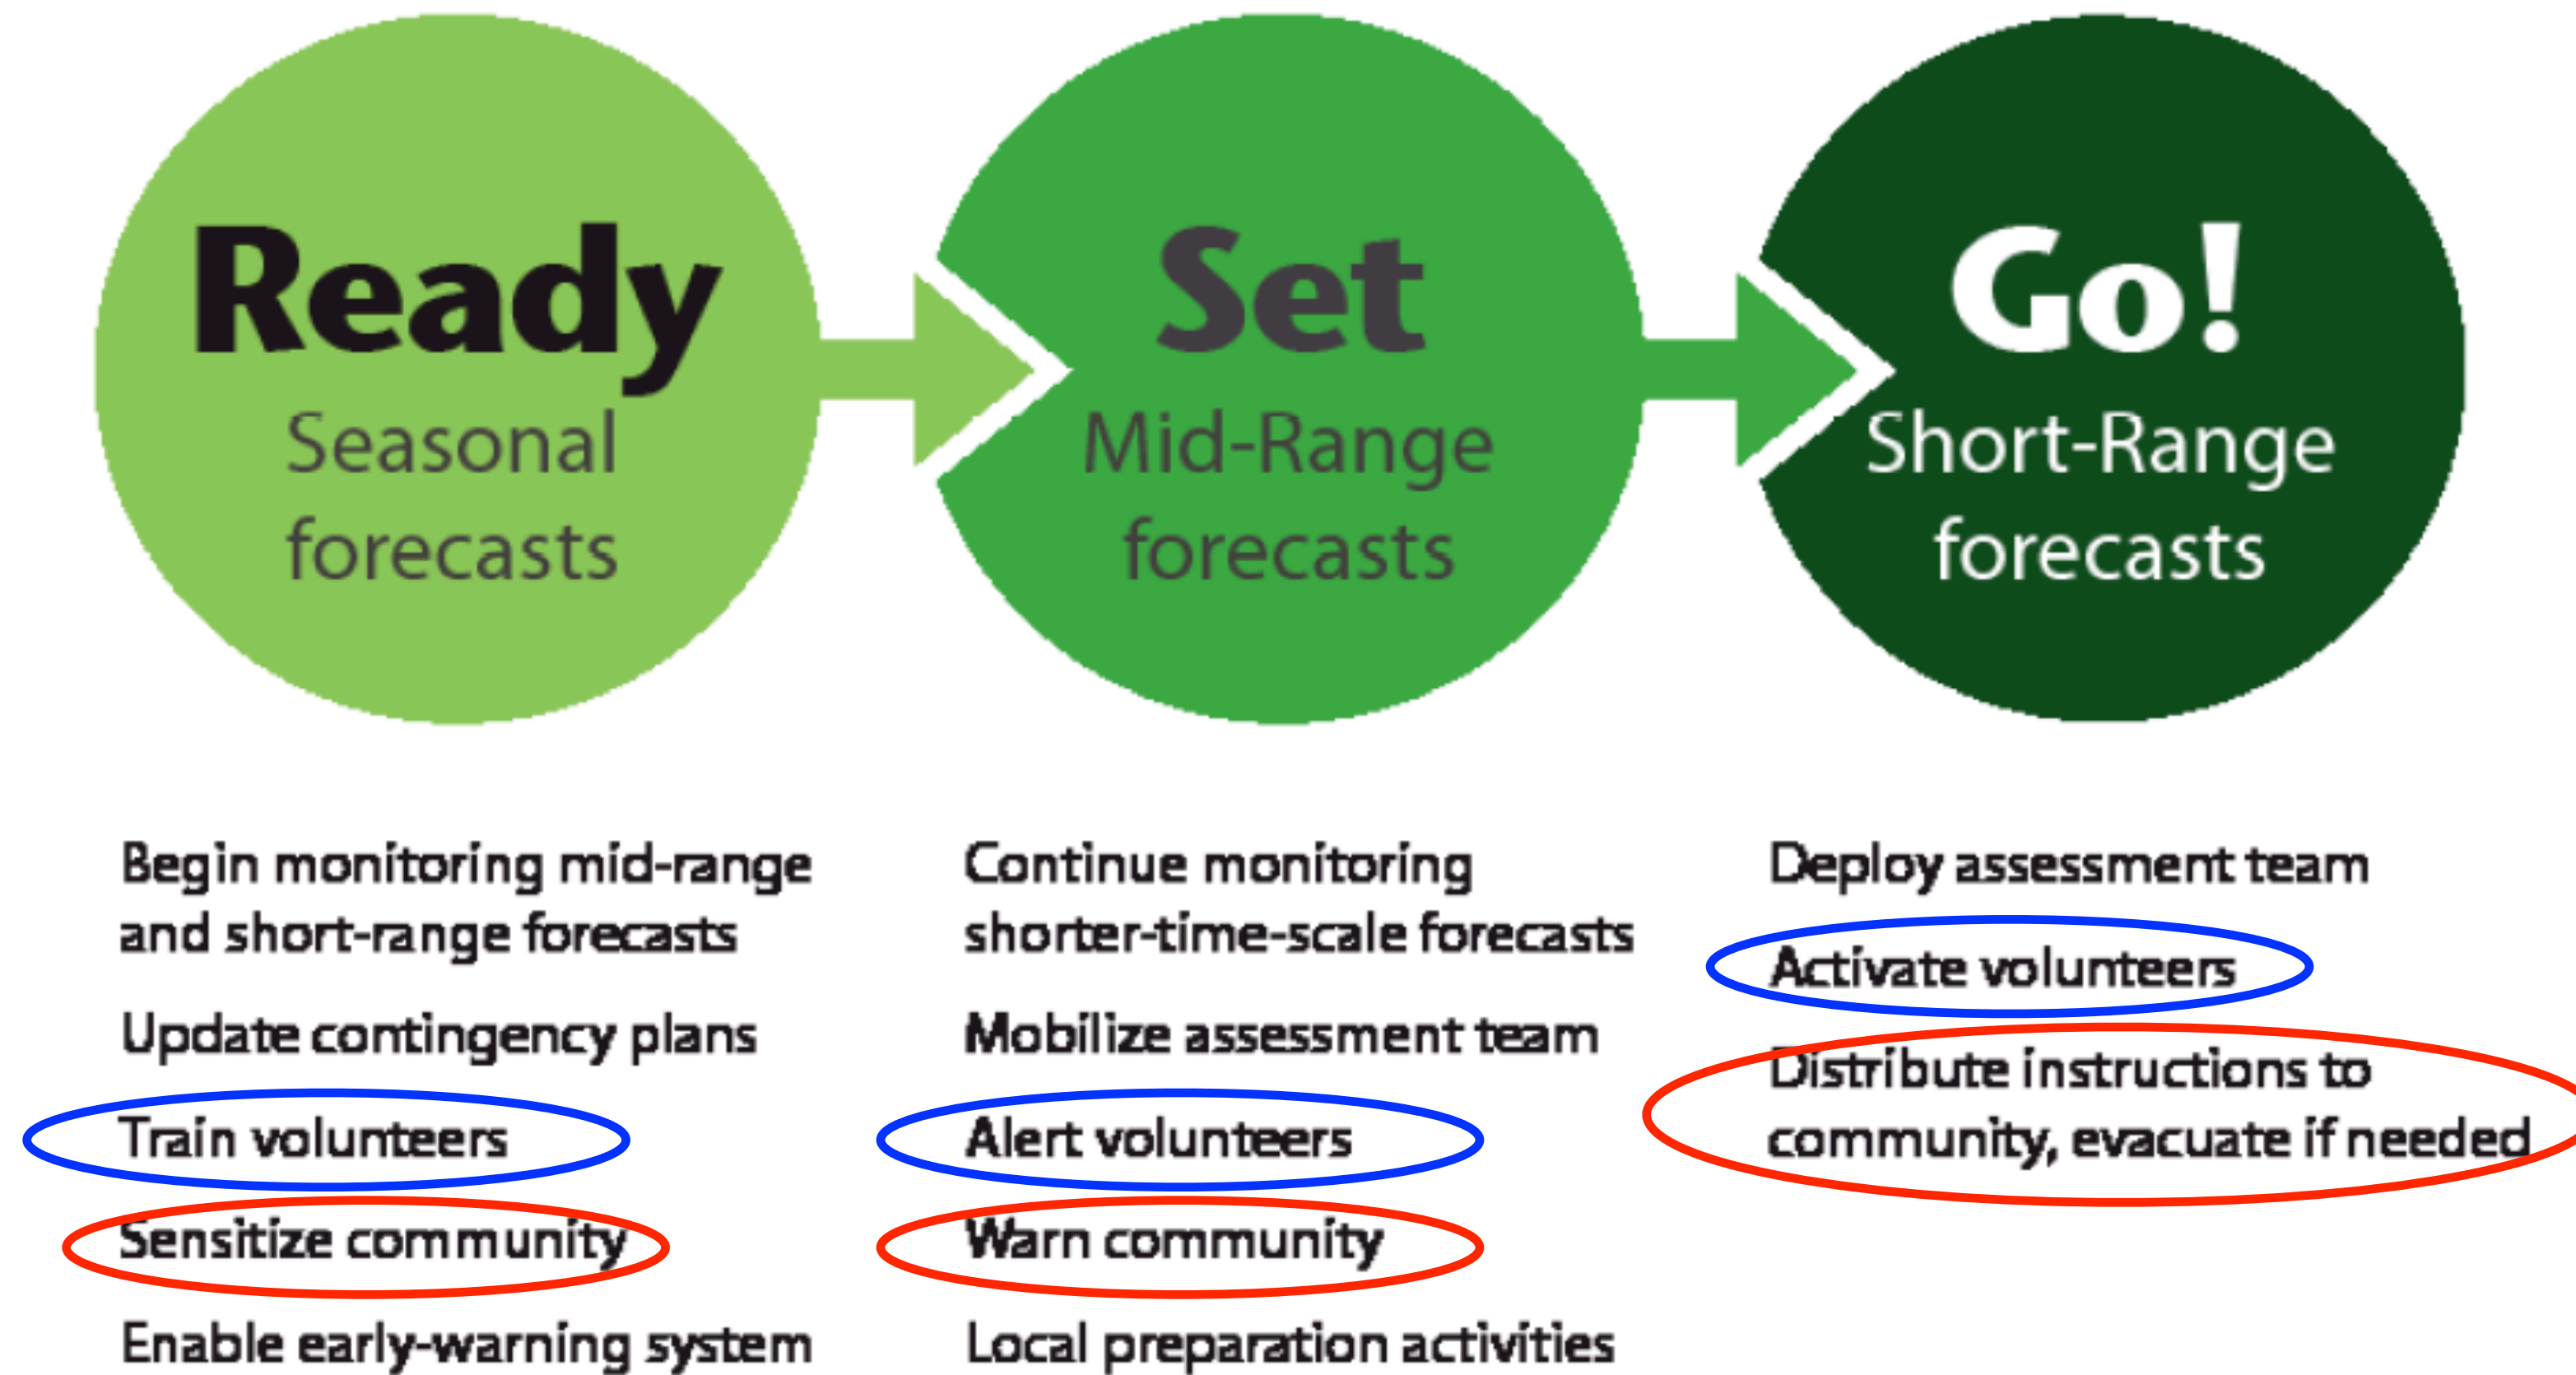 Ready
Seasonal
forecasts
Set
Mid-Range
forecasts
Go!
Short-Range
forecasts
Begin monitoring mid-range
and short-range forecasts
Update contingency plans
Train volunteers
Sensitize community
Enable early-warning system
Continue monitoring
shorter-time-scale forecasts
Mobilize assessment team
Alert volunteers
Warn community
Local preparation activities
Deploy assessment team
Activate volunteers
Distribute instructions to
community, evacuate if needed